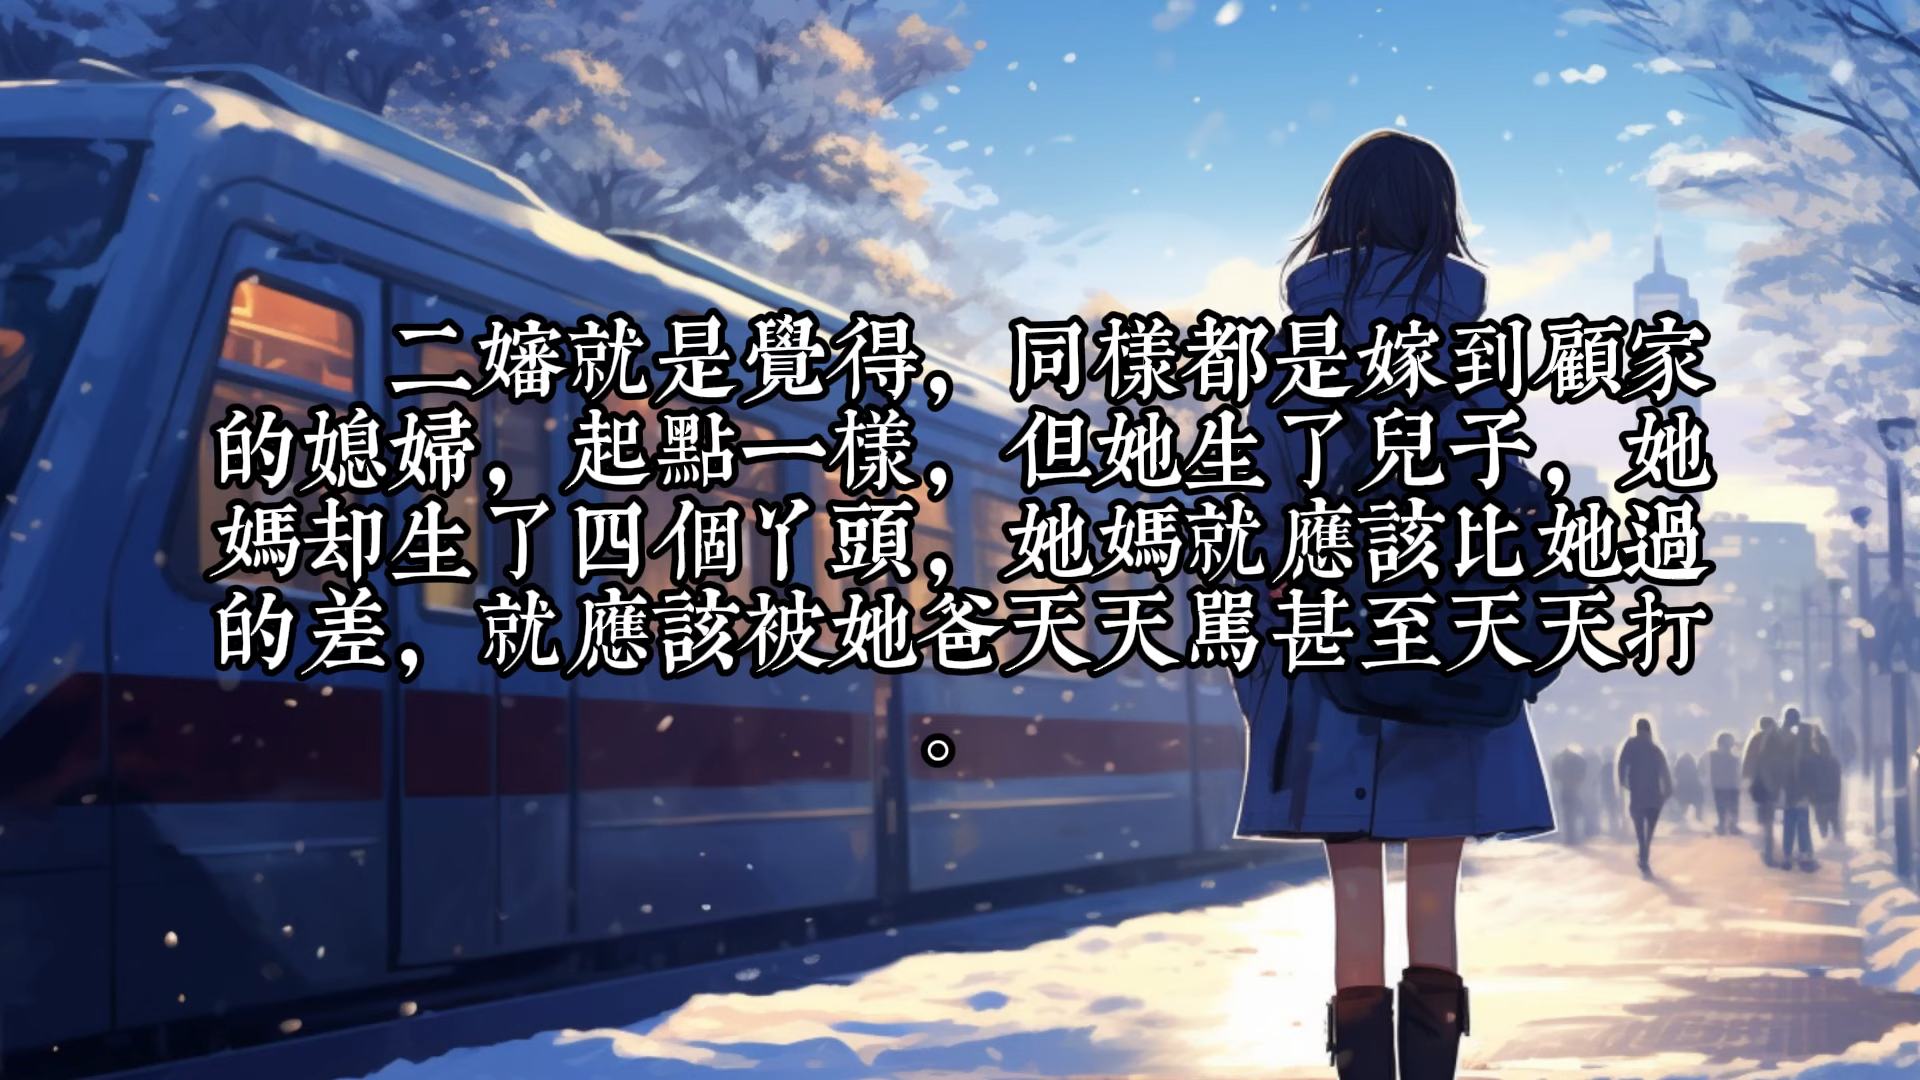 二嬸就是覺得，同樣都是嫁到顧家
的媳婦，起點一樣，但她生了兒子，她
媽却生了四個丫頭，她媽就應該比她過
的差，就應該被她爸天天駡甚至天天打
。